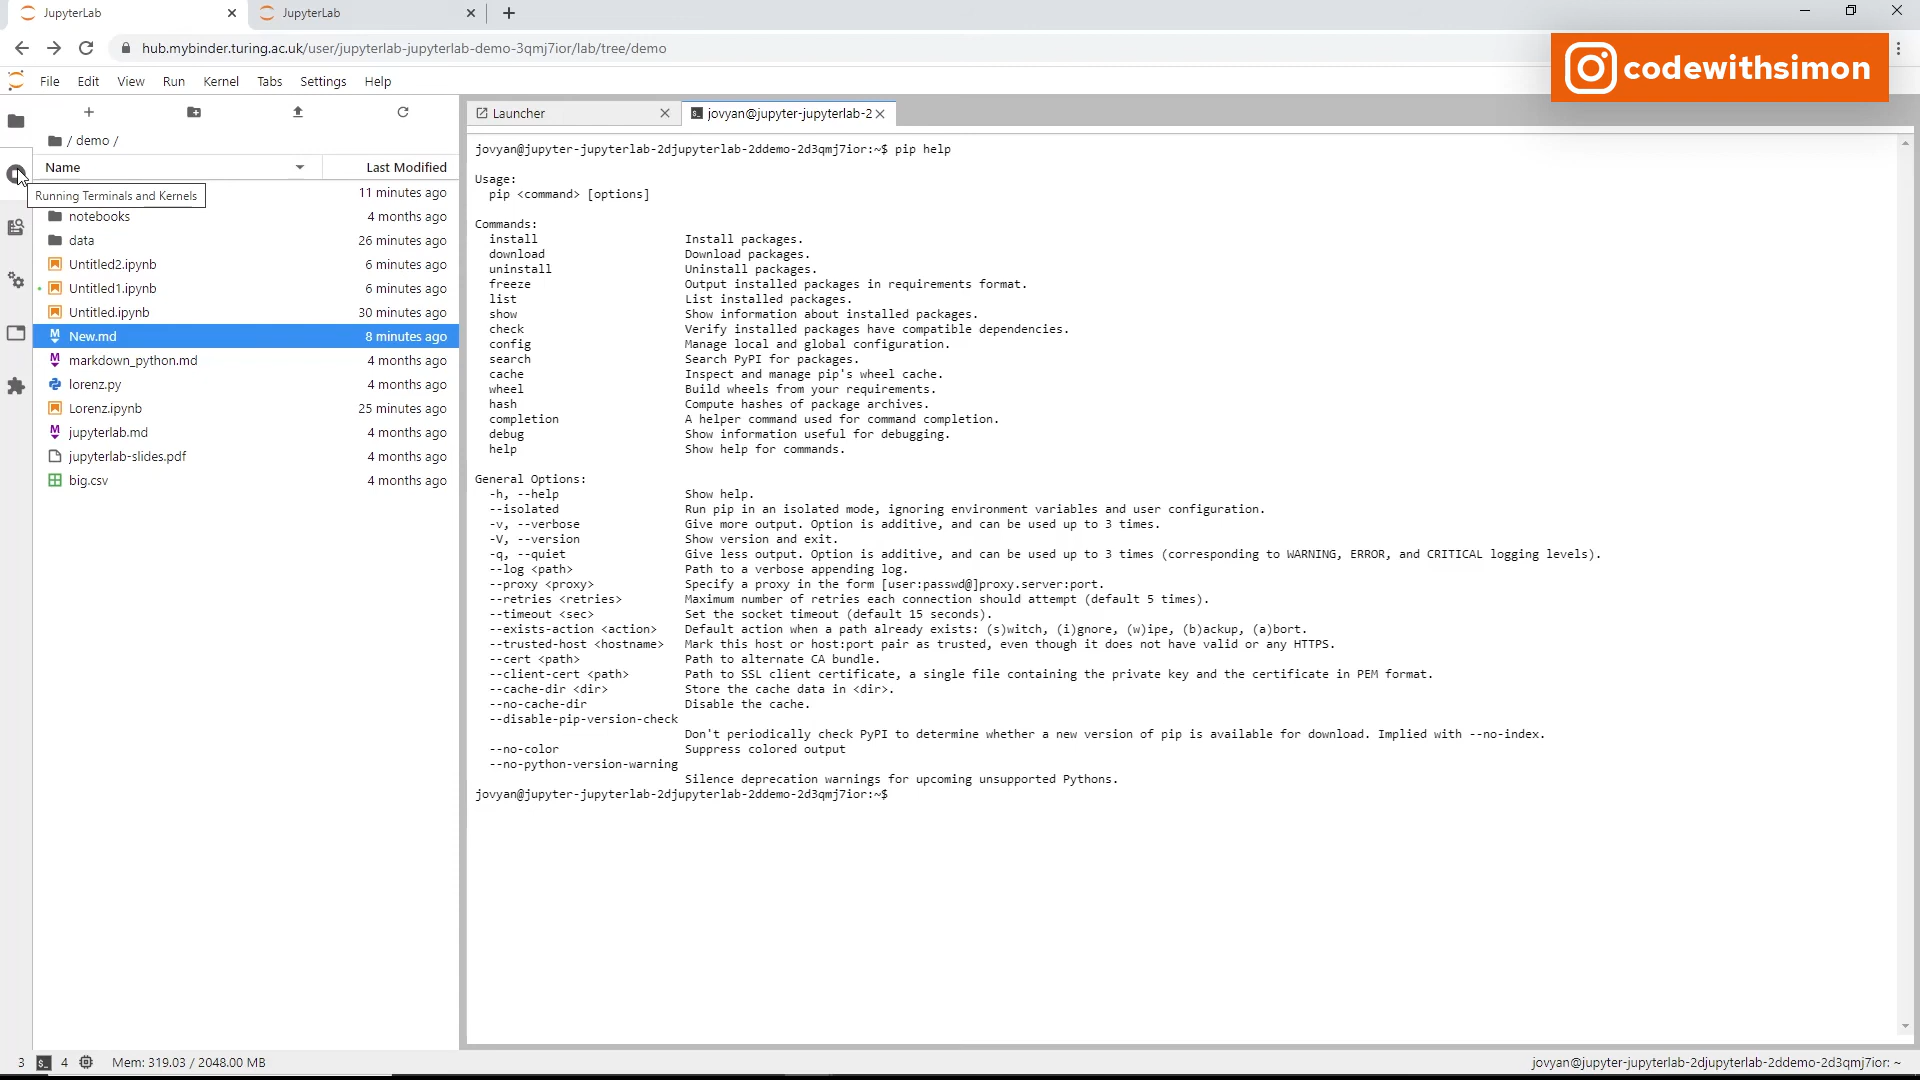 JupyterLab
JupyterLab
hub.mybinder.turing.ac.uk/user/jupyterlab-jupyterlab-demo-3qmj7ior/lab/tree/demo
codewithsimon
File Edit View Run Kernel Tabs Settings Help
/ demo /
Name Last Modified
11 minutes ago
Running Terminals and Kernels
notebooks 4 months ago
data 26 minutes ago
Untitled2.ipynb 6 minutes ago
Untitled1.ipynb 6 minutes ago
Untitled.ipynb 30 minutes ago
New.md 8 minutes ago
markdown_python.md 4 months ago
lorenz.py 4 months ago
Lorenz.ipynb 25 minutes ago
jupyterlab.md 4 months ago
jupyterlab-slides.pdf 4 months ago
big.csv 4 months ago
Launcher
jovyan@jupyter-jupyterlab-2
jovyan@jupyter-jupyterlab-2djupyterlab-2ddemo-2d3qmj7ior:~$ pip help
Usage:
pip <command> [options]
Commands:
install Install packages.
download Download packages.
uninstall Uninstall packages.
freeze Output installed packages in requirements format.
list List installed packages.
show Show information about installed packages.
check Verify installed packages have compatible dependencies.
config Manage local and global configuration.
search Search PyPI for packages.
cache Inspect and manage pip's wheel cache.
wheel Build wheels from your requirements.
hash Compute hashes of package archives.
completion A helper command used for command completion.
debug Show information useful for debugging.
help Show help for commands.
General Options:
-h, --help Show help.
--isolated Run pip in an isolated mode, ignoring environment variables and user configuration.
-v, --verbose Give more output. Option is additive, and can be used up to 3 times.
-V, --version Show version and exit.
-q, --quiet Give less output. Option is additive, and can be used up to 3 times (corresponding to WARNING, ERROR, and CRITICAL logging levels).
--log <path> Path to a verbose appending log.
--proxy <proxy> Specify a proxy in the form [user:passwd@]proxy.server:port.
--retries <retries> Maximum number of retries each connection should attempt (default 5 times).
--timeout <sec> Set the socket timeout (default 15 seconds).
--exists-action <action> Default action when a path already exists: (s)witch, (i)gnore, (w)ipe, (b)ackup, (a)bort.
--trusted-host <hostname> Mark this host or host:port pair as trusted, even though it does not have valid or any HTTPS.
--cert <path> Path to alternate CA bundle.
--client-cert <path> Path to SSL client certificate, a single file containing the private key and the certificate in PEM format.
--cache-dir <dir> Store the cache data in <dir>.
--no-cache-dir Disable the cache.
--disable-pip-version-check
Don't periodically check PyPI to determine whether a new version of pip is available for download. Implied with --no-index.
--no-color Suppress colored output
--no-python-version-warning
Silence deprecation warnings for upcoming unsupported Pythons.
jovyan@jupyter-jupyterlab-2djupyterlab-2ddemo-2d3qmj7ior:~$
3 $_ 4 Mem: 319.03 / 2048.00 MB
jovyan@jupyter-jupyterlab-2djupyterlab-2ddemo-2d3qmj7ior: ~